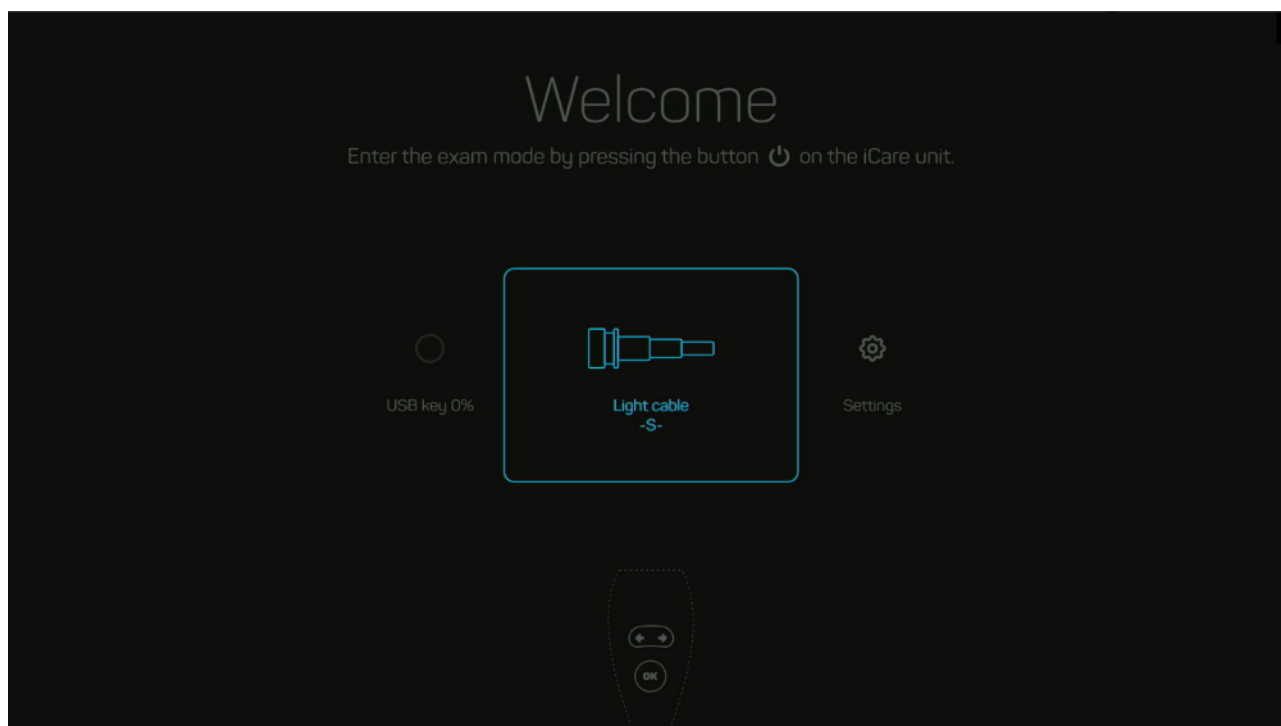 Welcome
Enter the exam mode by pressing the button on the iCare unit.
USB key 0%
Light cable
-S-
Settings
OK